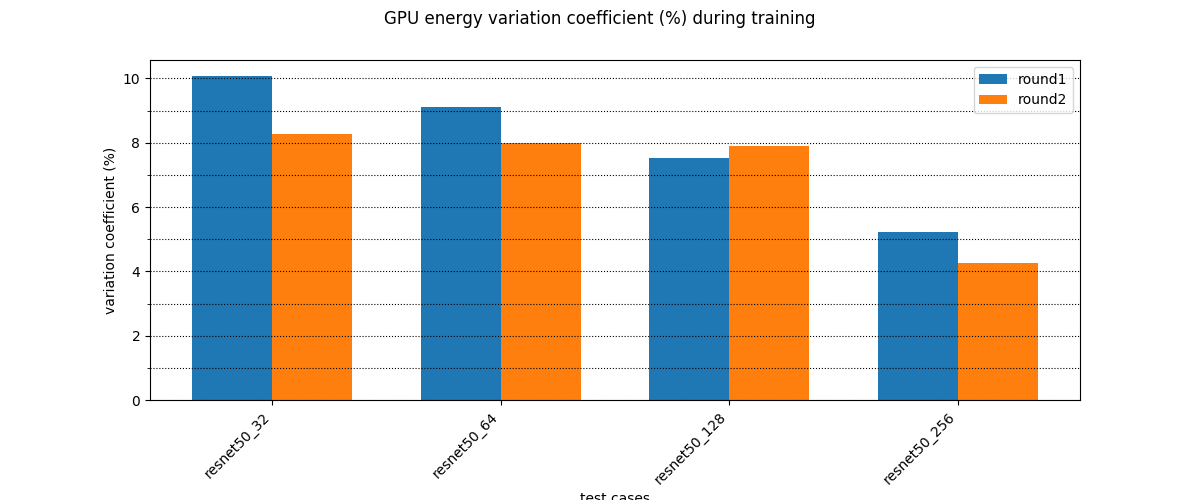 GPU energy variation coefficient (%) during training
variation coefficient (%)
10
8
6
4
2
0
round1
round2
resnet50_32
resnet50_64
resnet50_128
resnet50_256
test cases